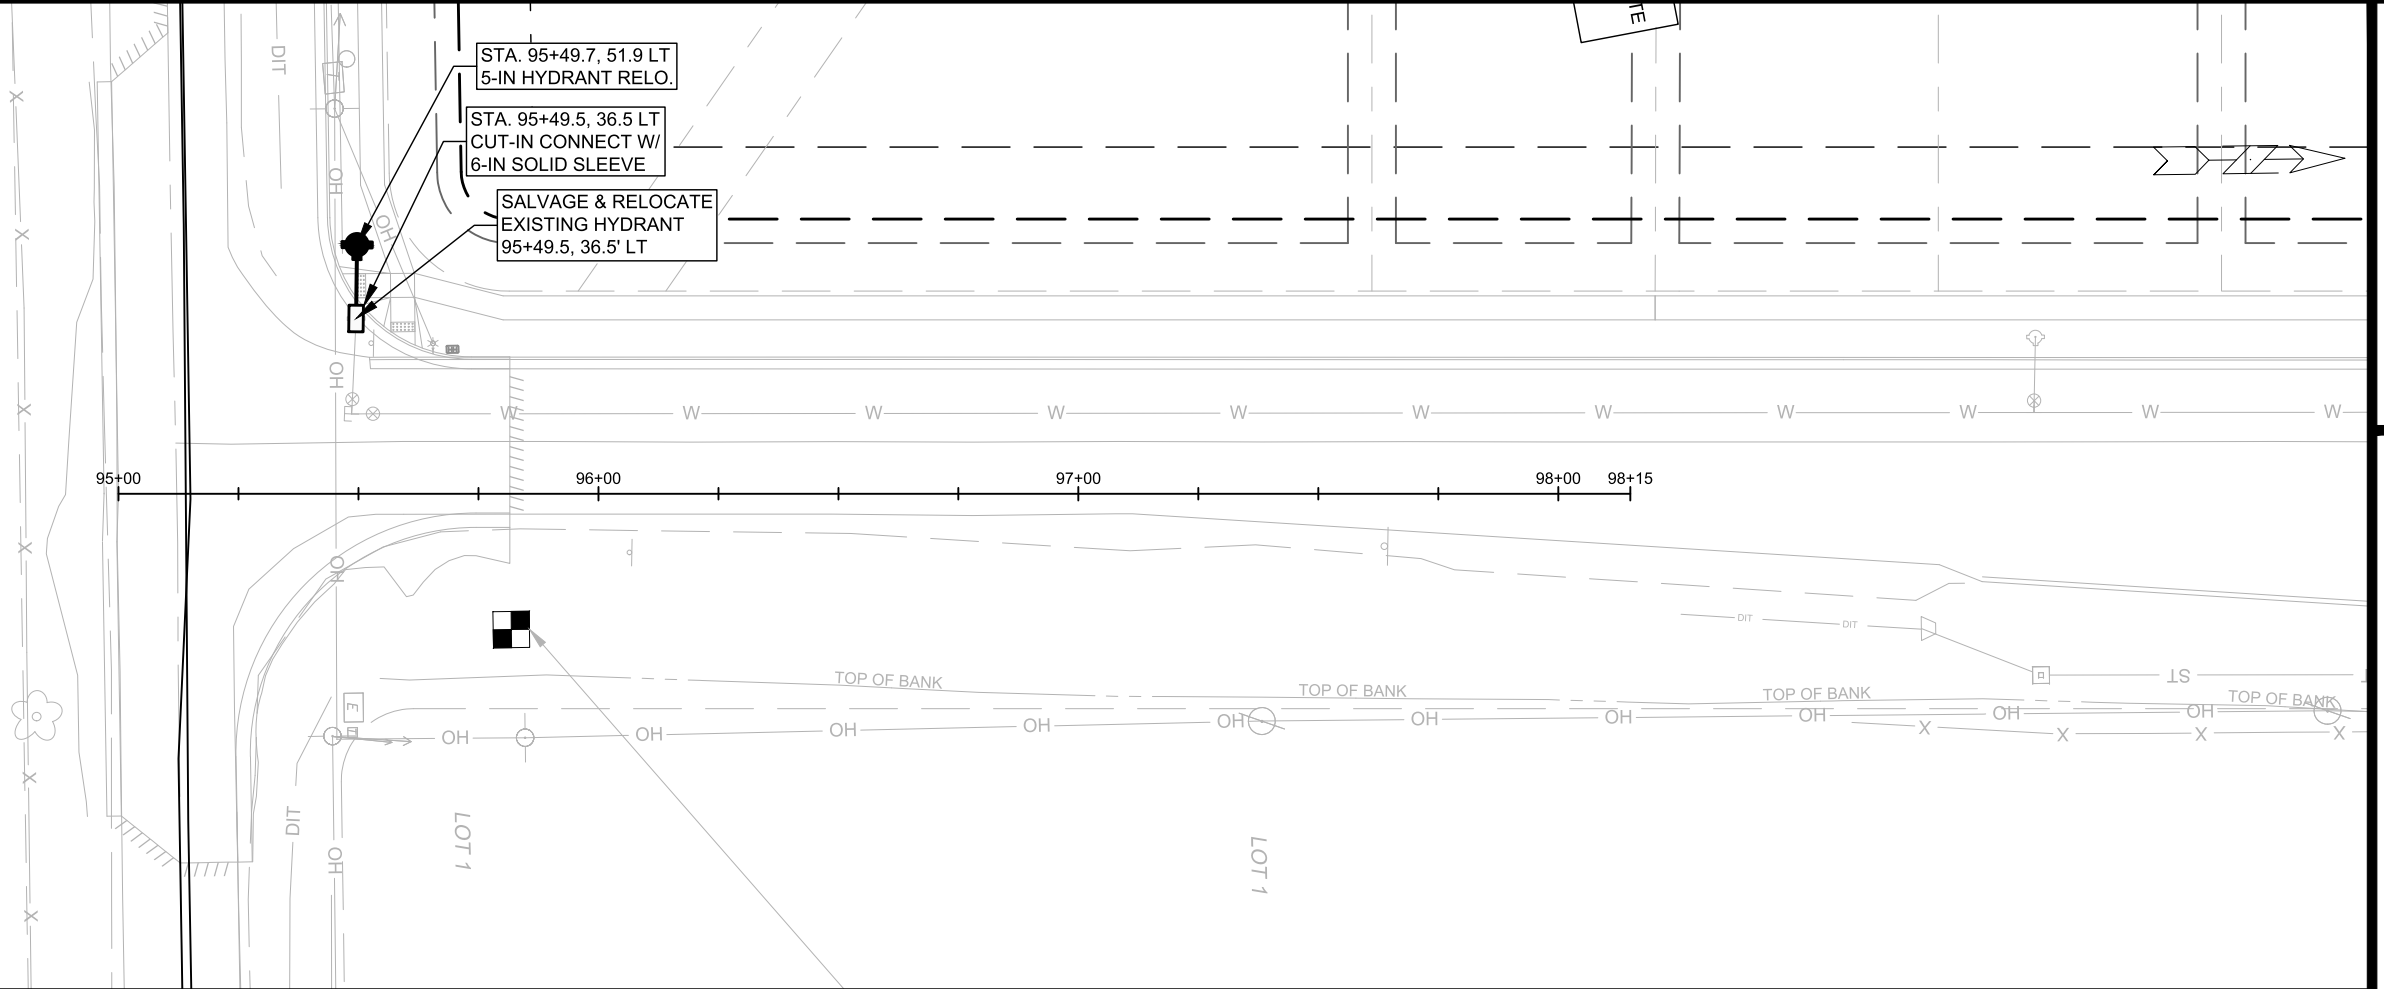 TE
DIT
STA. 95+49.7, 51.9 LT
5-IN HYDRANT RELO.
STA. 95+49.5, 36.5 LT
CUT-IN CONNECT W/
6-IN SOLID SLEEVE
SALVAGE & RELOCATE
EXISTING HYDRANT
95+49.5, 36.5' LT
X
X
X
X
X
X
OH
OH
OH
OH
OH
N
W W W W W W W W W W W
95+00 96+00 97+00 98+00 98+15
DIT DIT
ST
TOP OF BANK TOP OF BANK TOP OF BANK TOP OF BANK
E
OH OH OH OH OH OH OH OH OH OH
X X X X
DIT
LOT 1
LOT 1